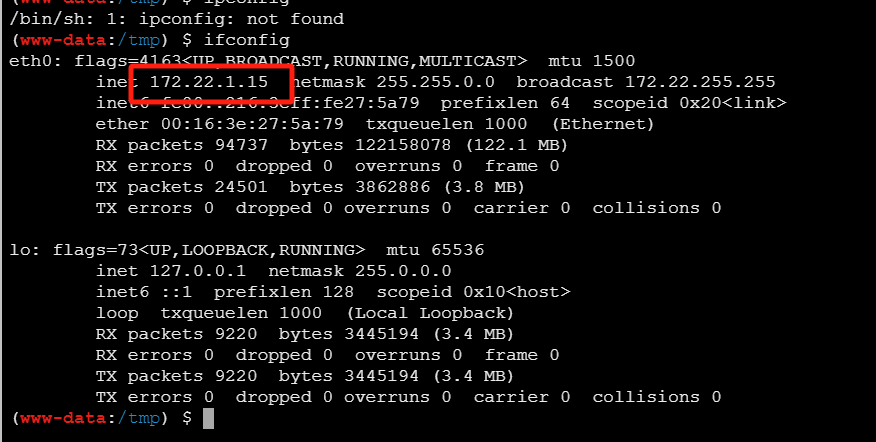 /bin/sh: 1: ipconfig: not found
(www-data:/tmp) $ ifconfig
eth0: flags=4163<UP,BROADCAST,RUNNING,MULTICAST>  mtu 1500
        inet 172.22.1.15  netmask 255.255.0.0  broadcast 172.22.255.255
        inet6 fe80::216:3eff:fe27:5a79  prefixlen 64  scopeid 0x20<link>
        ether 00:16:3e:27:5a:79  txqueuelen 1000  (Ethernet)
        RX packets 94737  bytes 122158078 (122.1 MB)
        RX errors 0  dropped 0  overruns 0  frame 0
        TX packets 24501  bytes 3862886 (3.8 MB)
        TX errors 0  dropped 0 overruns 0  carrier 0  collisions 0
lo: flags=73<UP,LOOPBACK,RUNNING>  mtu 65536
        inet 127.0.0.1  netmask 255.0.0.0
        inet6 ::1  prefixlen 128  scopeid 0x10<host>
        loop  txqueuelen 1000  (Local Loopback)
        RX packets 9220  bytes 3445194 (3.4 MB)
        RX errors 0  dropped 0  overruns 0  frame 0
        TX packets 9220  bytes 3445194 (3.4 MB)
        TX errors 0  dropped 0 overruns 0  carrier 0  collisions 0
(www-data:/tmp) $